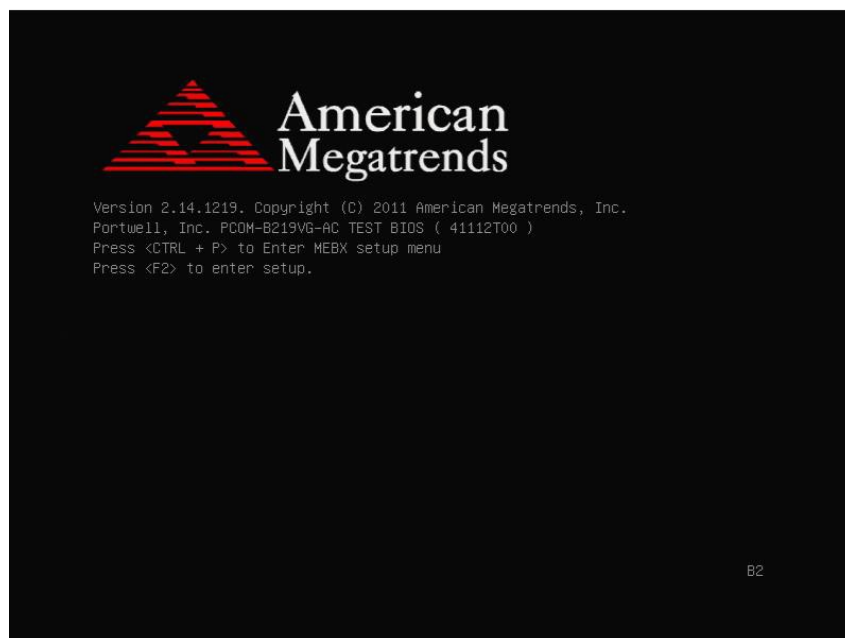 American
Megatrends
Version 2.14.1219. Copyright (C) 2011 American Megatrends, Inc.
Portwell, Inc. PCOM-B219VG-AC TEST BIOS ( 41112T00 )
Press <CTRL + P> to Enter MEBX setup menu
Press <F2> to enter setup.
B2